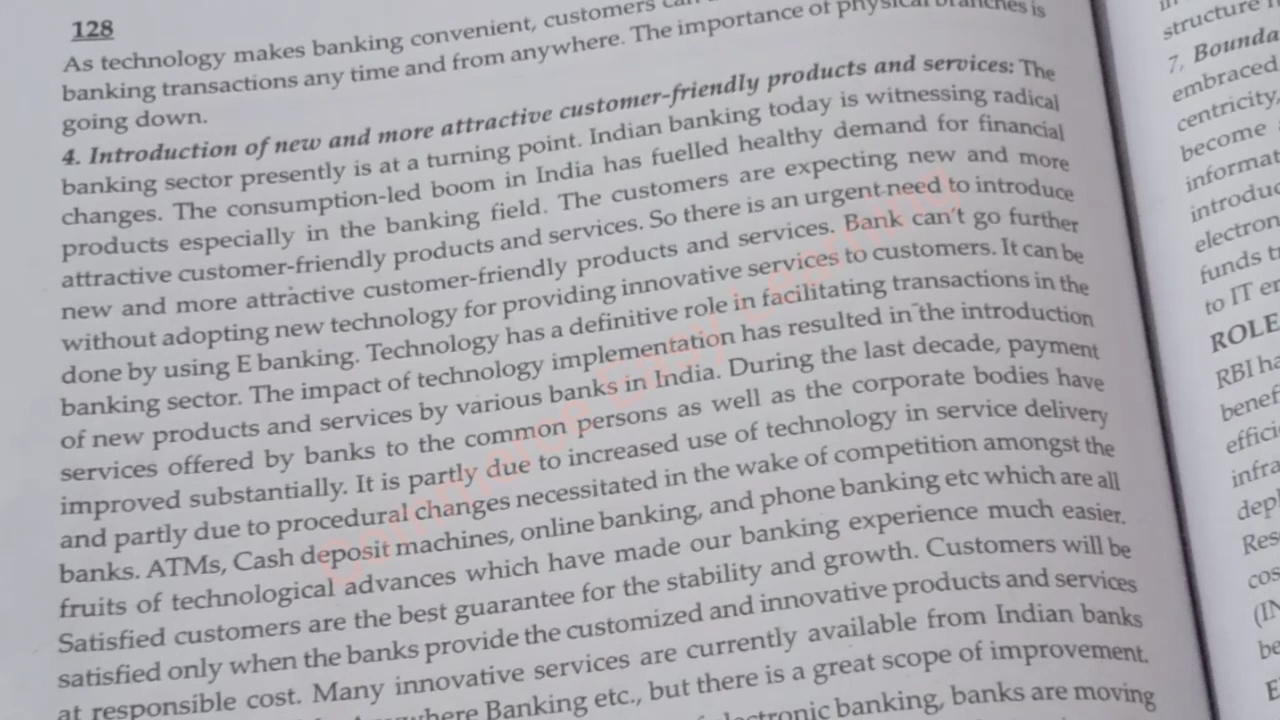 128
As technology makes banking convenient, customers can
banking transactions any time and from anywhere. The importance of physical branches is
going down.
4. Introduction of new and more attractive customer-friendly products and services: The
banking sector presently is at a turning point. Indian banking today is witnessing radical
changes. The consumption-led boom in India has fuelled healthy demand for financial
products especially in the banking field. The customers are expecting new and more
attractive customer-friendly products and services. So there is an urgent need to introduce
new and more attractive customer-friendly products and services. Bank can't go further
without adopting new technology for providing innovative services to customers. It can be
done by using E banking. Technology has a definitive role in facilitating transactions in the
banking sector. The impact of technology implementation has resulted in the introduction
of new products and services by various banks in India. During the last decade, payment
services offered by banks to the common persons as well as the corporate bodies have
improved substantially. It is partly due to increased use of technology in service delivery
and partly due to procedural changes necessitated in the wake of competition amongst the
banks. ATMs, Cash deposit machines, online banking, and phone banking etc which are all
fruits of technological advances which have made our banking experience much easier.
Satisfied customers are the best guarantee for the stability and growth. Customers will be
satisfied only when the banks provide the customized and innovative products and services
at responsible cost. Many innovative services are currently available from Indian banks
Banking etc., but there is a great scope of improvement.
banking, banks are moving
structure
7. Bounda
embraced
centricity,
become
informat
introduc
electron
funds
to IT
ROLE
RBI ha
benef
effici
infra
dep
Res
cos
(IN
be
E
Commerce Easy Learning